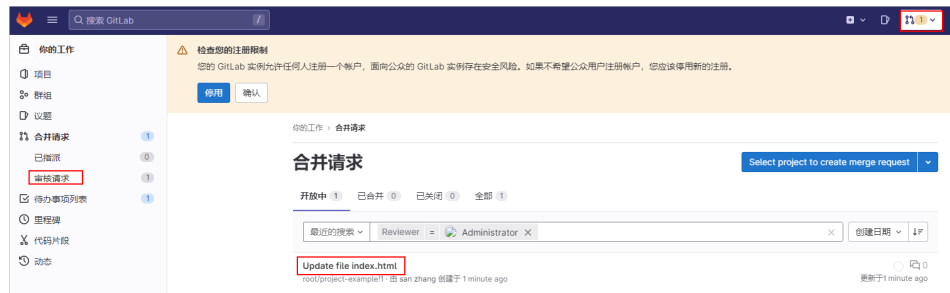 搜索 GitLab
/
1
你的工作
检查您的注册限制
您的 GitLab 实例允许任何人注册一个帐户，面向公众的 GitLab 实例存在安全风险。如果不希望公众用户注册帐户，您应该停用新的注册。
停用 确认
项目
群组
议题
合并请求 1
已指派 0
审核请求 1
待办事项列表 1
里程碑
代码片段
动态
你的工作 › 合并请求
合并请求
Select project to create merge request
开放中 1 已合并 0 已关闭 0 全部 1
最近的搜索 Reviewer = Administrator
创建日期
Update file index.html
0
root/project-example!1 · 由 san zhang 创建于 1 minute ago
更新于1 minute ago